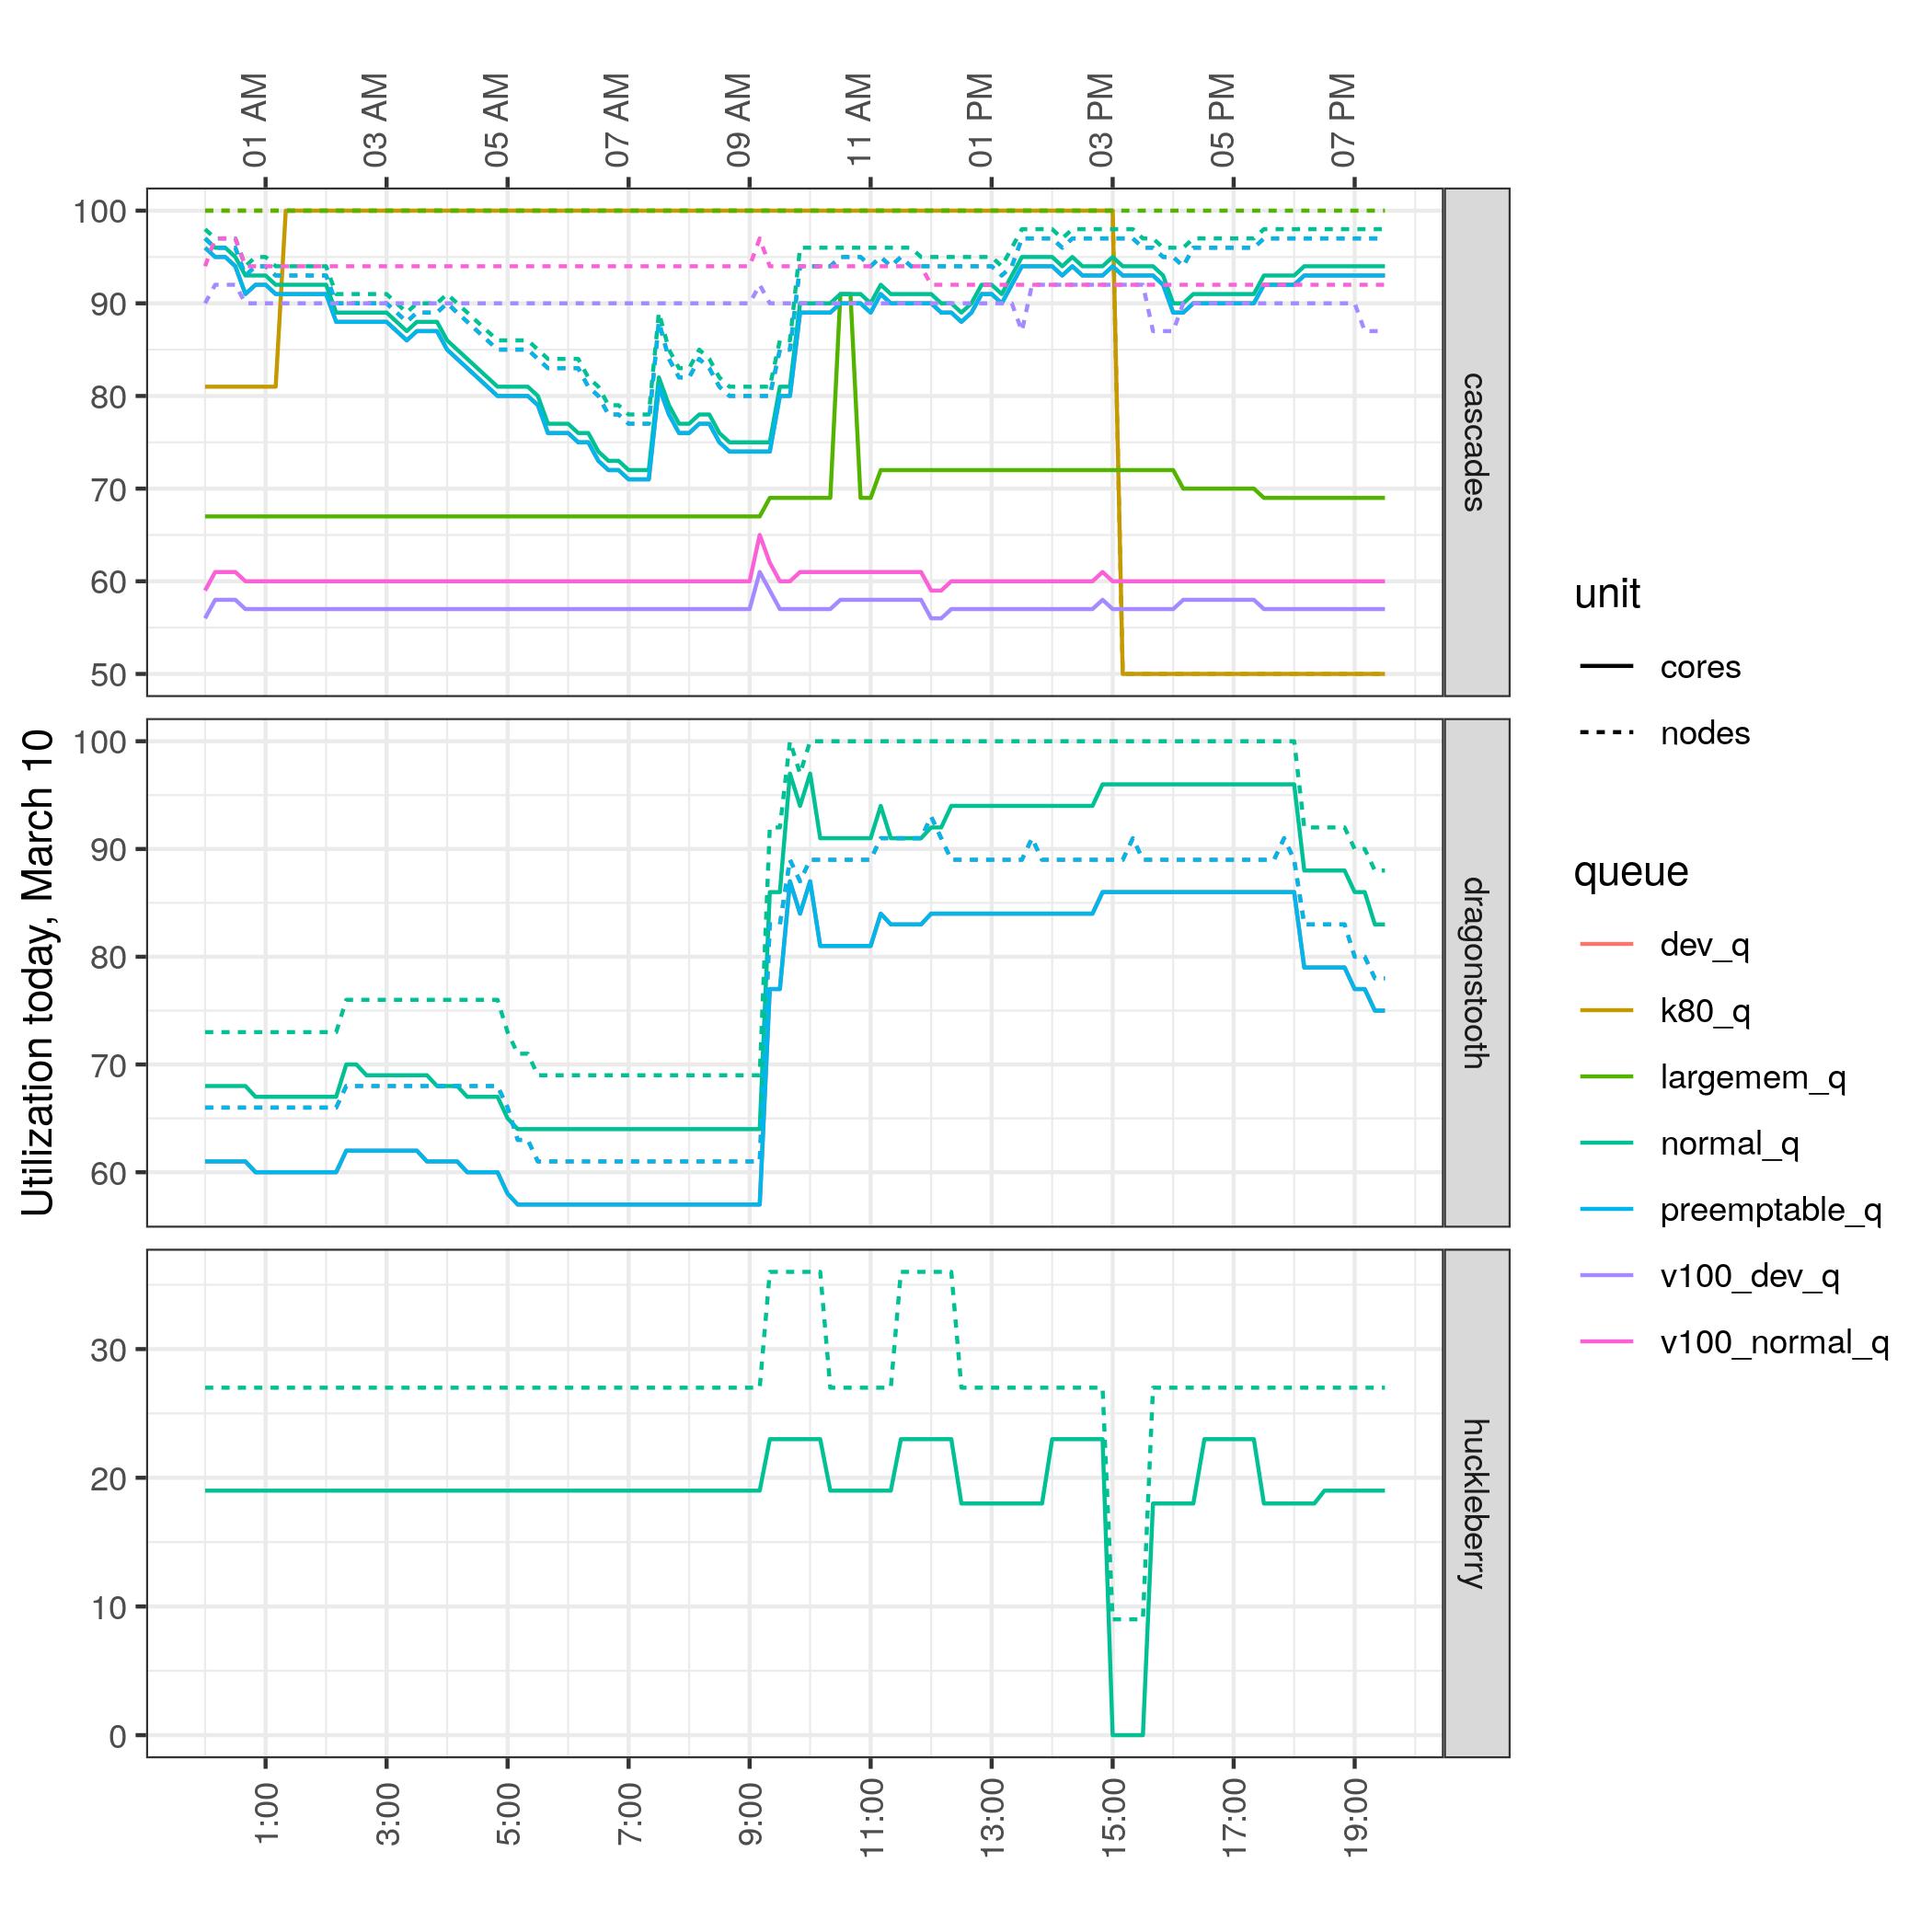 01 AM
03 AM
05 AM
07 AM
09 AM
11 AM
01 PM
03 PM
05 PM
07 PM
Utilization today, March 10
100
90
80
70
60
50
cascades
100
90
80
70
60
dragonstooth
30
20
10
0
huckleberry
1:00
3:00
5:00
7:00
9:00
11:00
13:00
15:00
17:00
19:00
unit
cores
nodes
queue
dev_q
k80_q
largemem_q
normal_q
preemptable_q
v100_dev_q
v100_normal_q